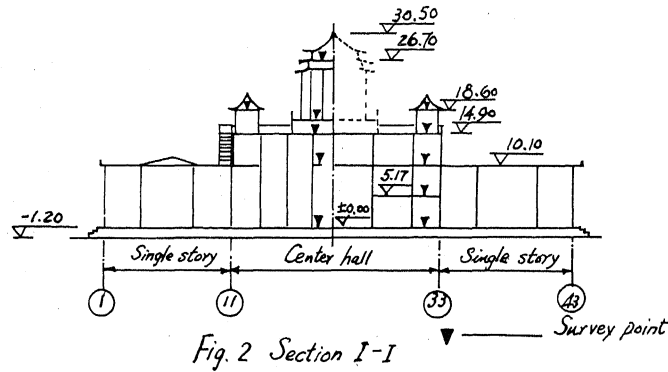 30.50
26.70
18.60
14.90
10.10
5.17
±0.00
-1.20
Single story Center hall Single story
1 11 33 43
Survey point
Fig. 2 Section I-I